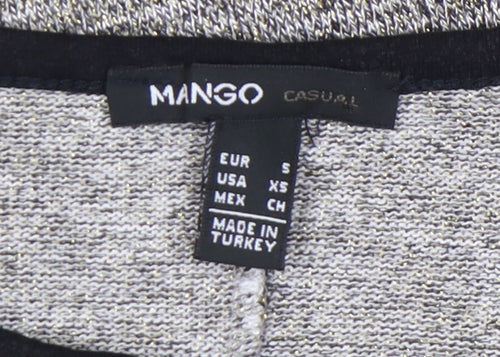 MANGO CASUAL
EUR S
USA XS
MEX CH
MADE IN
TURKEY